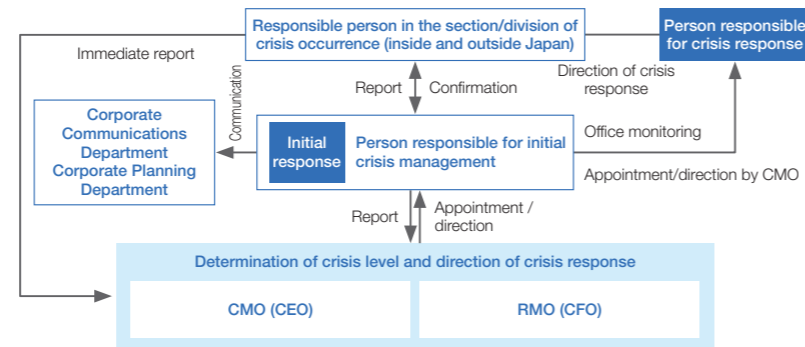 Responsible person in the section/division of
crisis occurrence (inside and outside Japan)
Person responsible
for crisis response
Immediate report
Report
Confirmation
Direction of crisis
response
Corporate
Communications
Department
Corporate Planning
Department
Communication
Initial
response
Person responsible for initial
crisis management
Office monitoring
Appointment/direction by CMO
Report
Appointment /
direction
Determination of crisis level and direction of crisis response
CMO (CEO)
RMO (CFO)